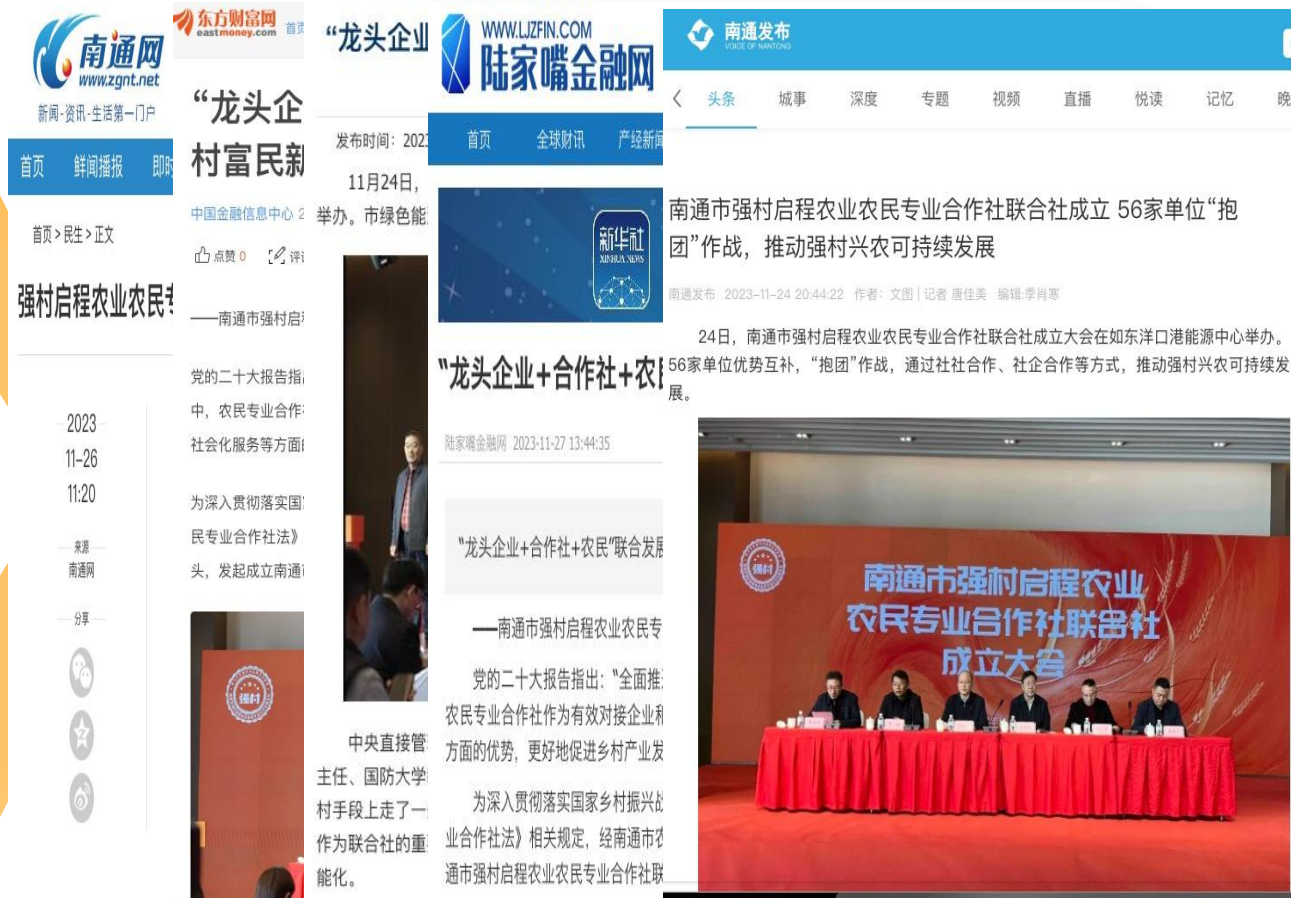 南通网
www.zgnt.net
新闻-资讯-生活第一门户
首页 鲜闻播报 即时
首页>民生>正文
强村启程农业农民专
2023
11-26
11:20
来源
南通网
分享
东方财富网
eastmoney.com 首页
“龙头企
村富民新
中国金融信息中心 2
点赞 0 评
——南通市强村启
党的二十大报告指
中，农民专业合作
社会化服务等方面
为深入贯彻落实国
民专业合作社法》
头，发起成立南通
强村
“龙头企业
发布时间：2023
11月24日，
举办。市绿色能
中央直接管
主任、国防大学
村手段上走了一
作为联合社的重
能化。
WWW.LJZFIN.COM
陆家嘴金融网
首页 全球财讯 产经新闻
新华社
XINHUA NEWS
“龙头企业+合作社+农
陆家嘴金融网 2023-11-27 13:44:35
“龙头企业+合作社+农民”联合发展
——南通市强村启程农业农民专
党的二十大报告指出：“全面推
农民专业合作社作为有效对接企业和
方面的优势，更好地促进乡村产业发
为深入贯彻落实国家乡村振兴战
业合作社法》相关规定，经南通市农
通市强村启程农业农民专业合作社联
南通发布
VOICE OF NANTONG
头条 城事 深度 专题 视频 直播 悦读 记忆 晚
南通市强村启程农业农民专业合作社联合社成立 56家单位“抱
团”作战，推动强村兴农可持续发展
南通发布 2023-11-24 20:44:22 作者：文图 | 记者 唐佳美 编辑:季肖寒
24日，南通市强村启程农业农民专业合作社联合社成立大会在如东洋口港能源中心举办。
56家单位优势互补，“抱团”作战，通过社社合作、社企合作等方式，推动强村兴农可持续发
展。
强村
南通市强村启程农业
农民专业合作社联合社
成立大会